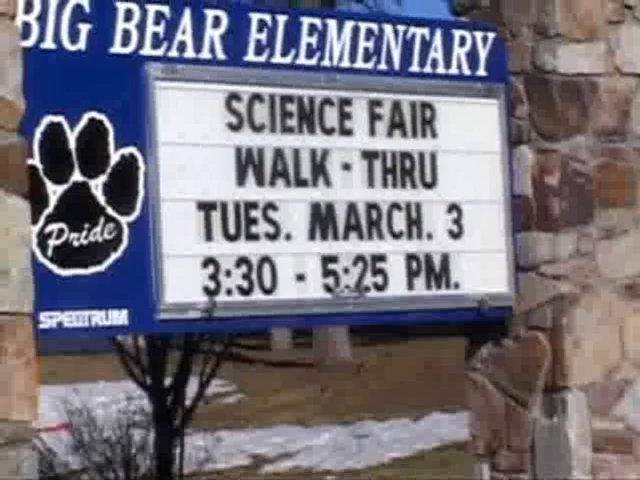 BIG BEAR ELEMENTARY
SCIENCE FAIR
WALK - THRU
TUES. MARCH. 3
3:30 - 5:25 PM.
Pride
SPECTRUM